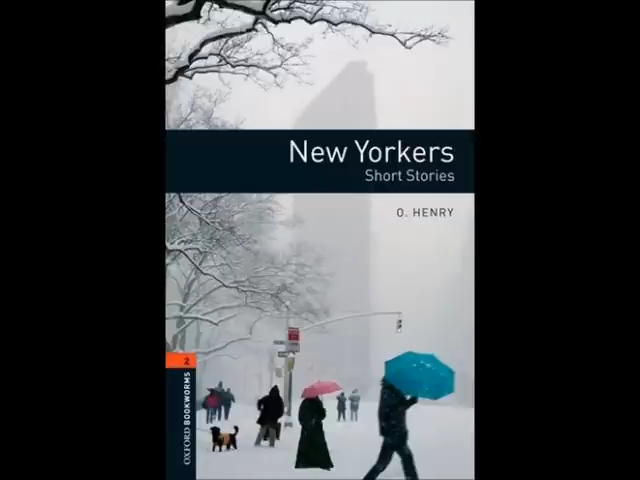 New Yorkers
Short Stories
O. HENRY
2
OXFORD BOOKWORMS